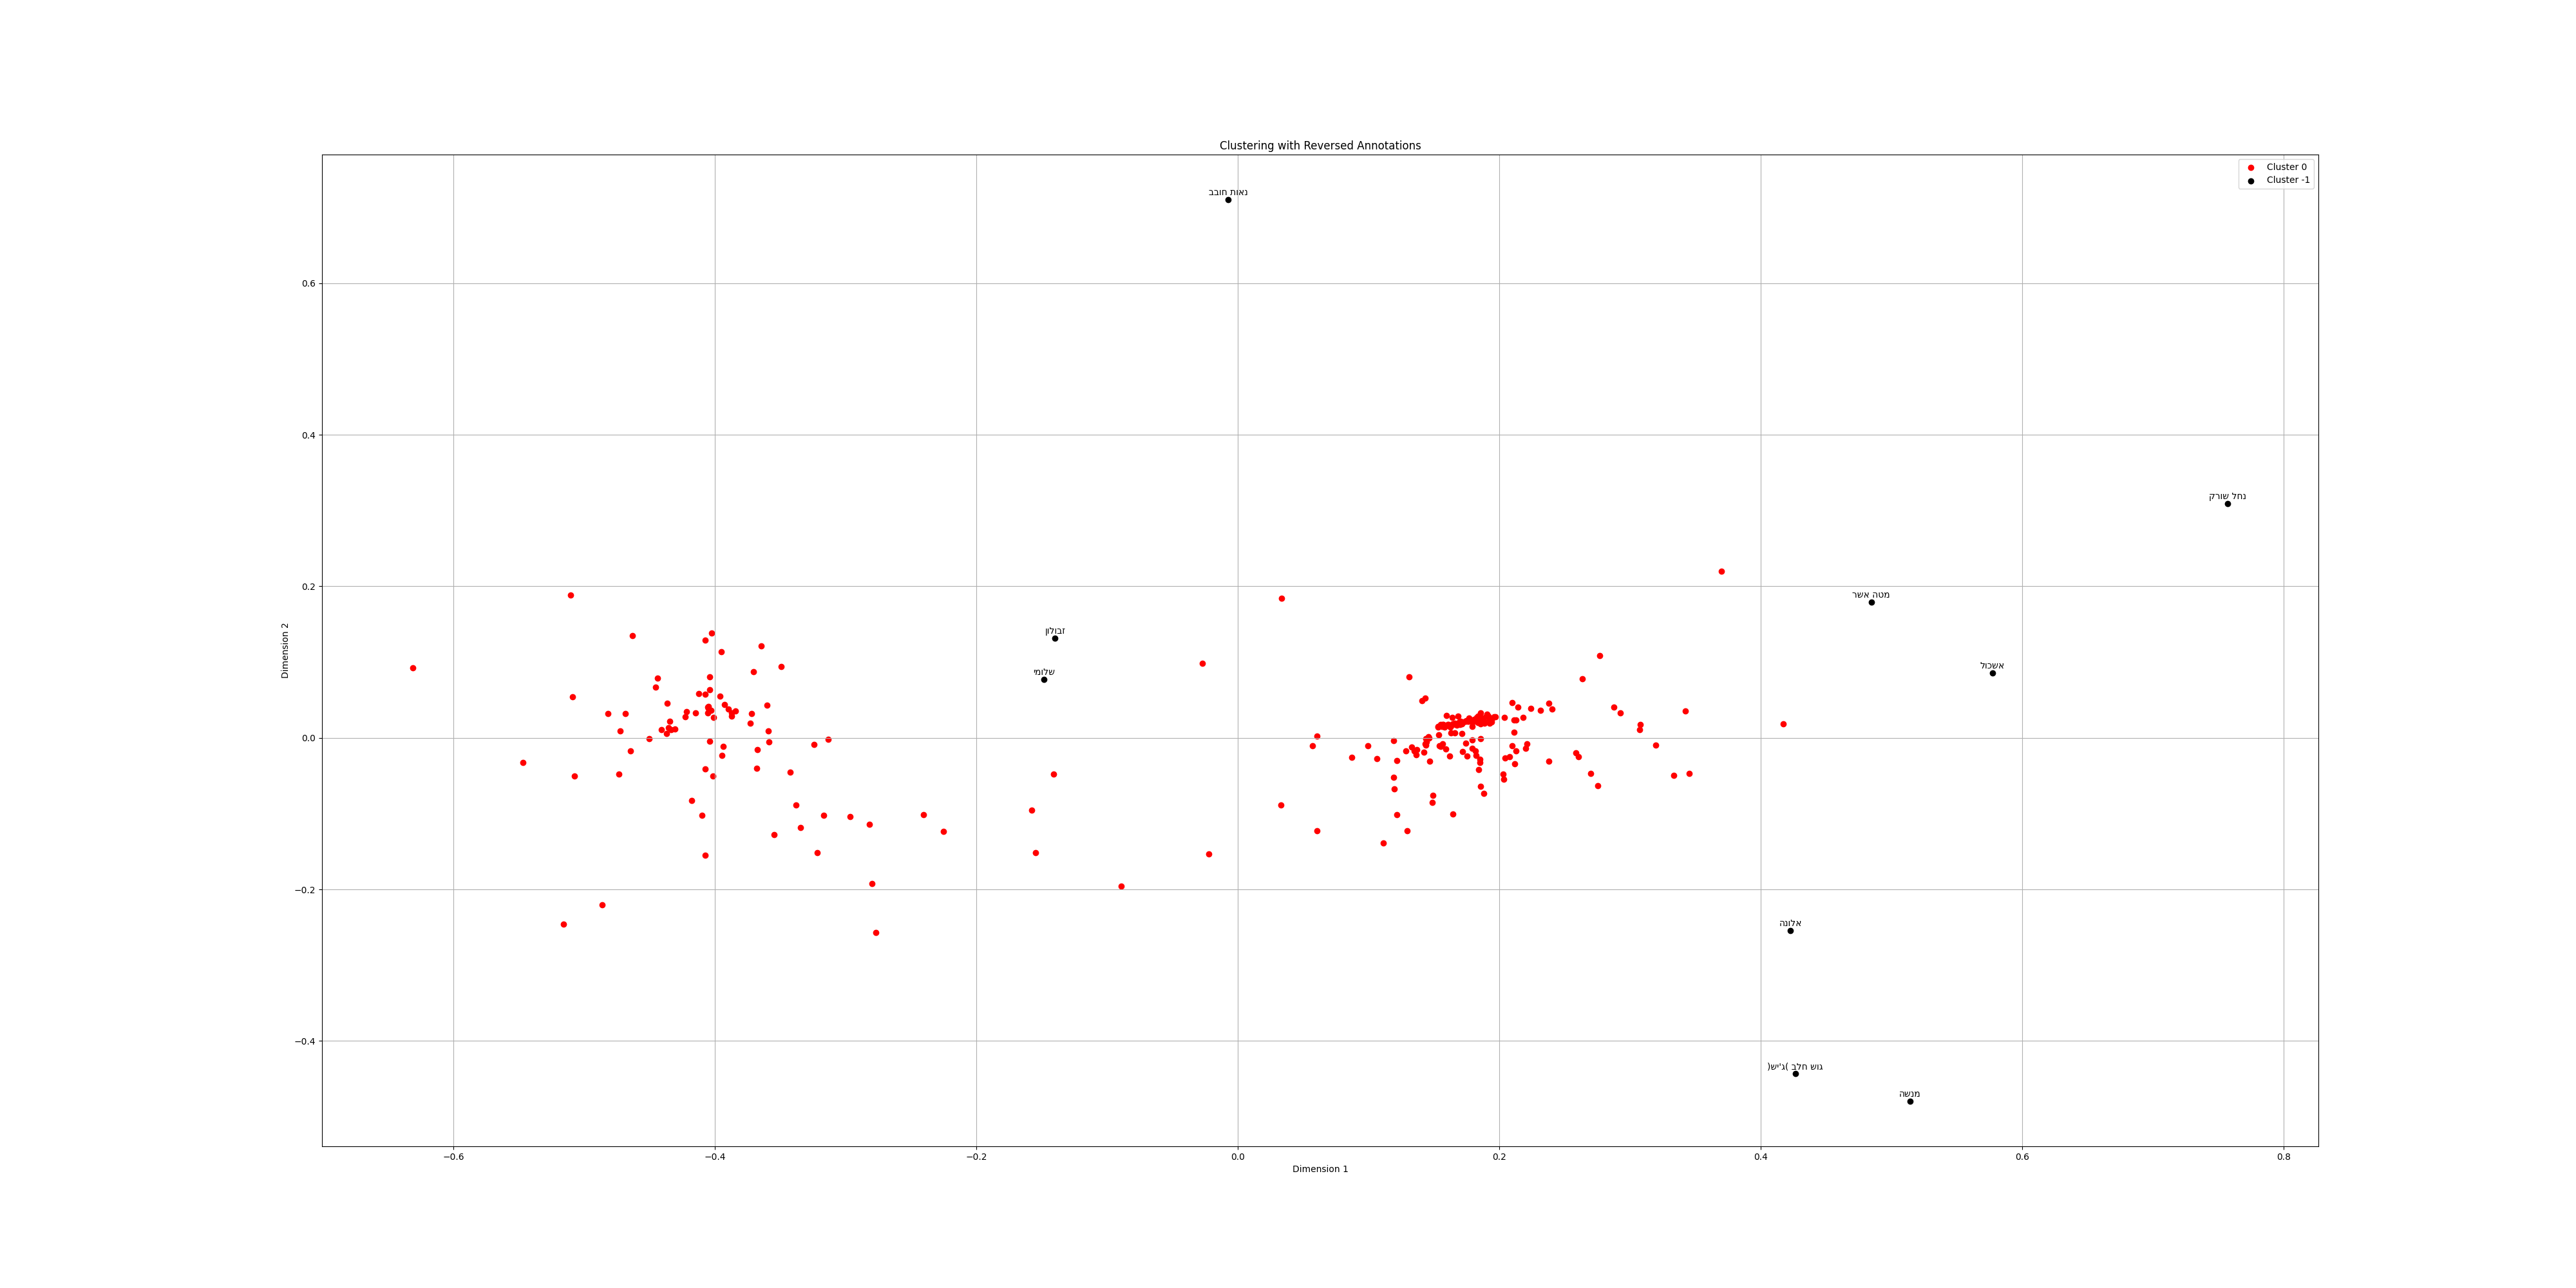 Clustering with Reversed Annotations
Cluster 0
Cluster -1
נאות חובב
נחל שורק
מטה אשר
זבולון
אשכול
שלומי
אלונה
גוש חלב )ג'יש(
מנשה
0.6
0.4
0.2
0.0
−0.2
−0.4
Dimension 2
−0.6
−0.4
−0.2
0.0
0.2
0.4
0.6
0.8
Dimension 1